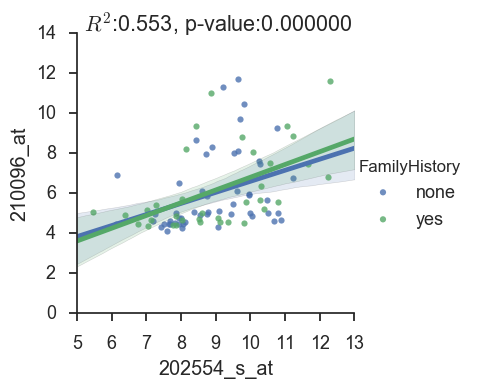 R²:0.553, p-value:0.000000
14
12
10
8
6
4
2
0
210096_at
5 6 7 8 9 10 11 12 13
202554_s_at
FamilyHistory
none
yes